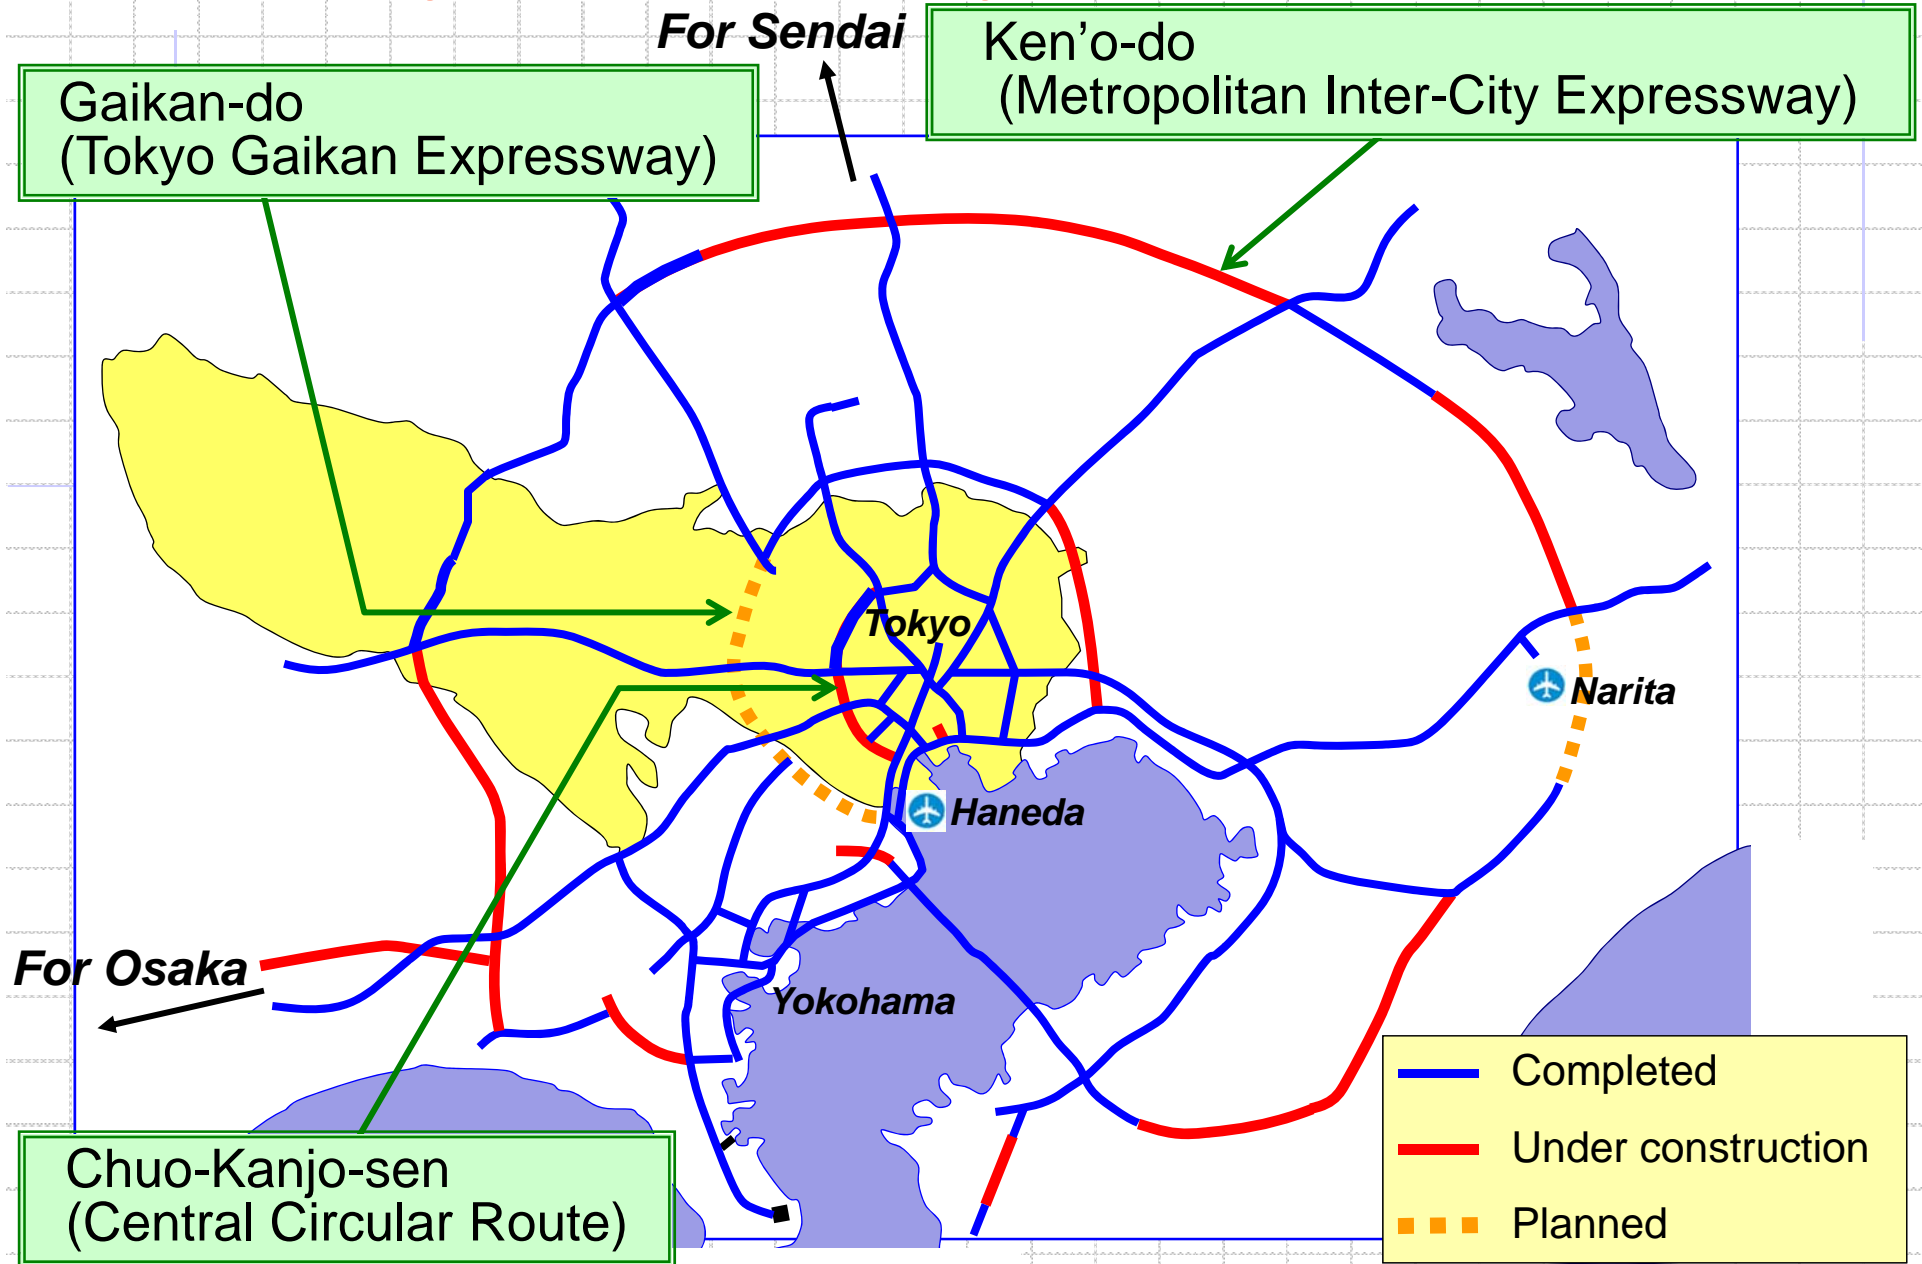 For Sendai
Ken’o-do
(Metropolitan Inter-City Expressway)
Gaikan-do
(Tokyo Gaikan Expressway)
Tokyo
Narita
Haneda
For Osaka
Yokohama
Completed
Under construction
Planned
Chuo-Kanjo-sen
(Central Circular Route)